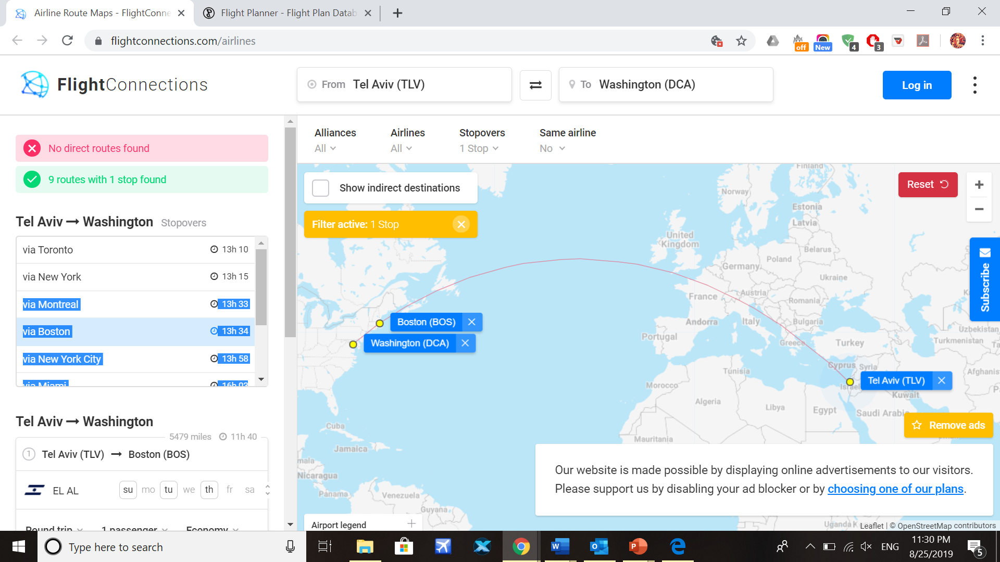 Airline Route Maps - FlightConne
Flight Planner - Flight Plan Datab
flightconnections.com/airlines
off
New
4
3
FlightConnections
From Tel Aviv (TLV)
To Washington (DCA)
Log in
No direct routes found
9 routes with 1 stop found
Tel Aviv → Washington Stopovers
via Toronto 13h 10
via New York 13h 15
via Montreal 13h 33
via Boston 13h 34
via New York City 13h 58
via Miami 16h 03
Tel Aviv → Washington
5479 miles 11h 40
1 Tel Aviv (TLV) → Boston (BOS)
EL AL su mo tu we th fr sa
Round trip 1 passenger Economy
Alliances Airlines Stopovers Same airline
All All 1 Stop No
Show indirect destinations
Filter active: 1 Stop
Reset
+
−
Subscribe
Finland
Norway
Estonia
Latvia
United
Kingdom
Belarus
Poland
Germany
Ukraine
France
Austria
Romania
Andorra
Italy
Bulgaria
Portugal
Greece
Turkey
Uzbekistan
Turkmenistan
Cyprus
Syria
Tunisia
Afghanis
Morocco
Israel
Kuwait
Algeria
Libya
Egypt
Saudi Arabia
Cuba
Mauritania
Jamaica
mala
Nicaragua
Panama
Venezuela
Guyana
Uganda
Boston (BOS)
Washington (DCA)
Tel Aviv (TLV)
Remove ads
Our website is made possible by displaying online advertisements to our visitors.
Please support us by disabling your ad blocker or by choosing one of our plans.
Airport legend
Leaflet | © OpenStreetMap contributors
Type here to search
ENG
11:30 PM
8/25/2019
5